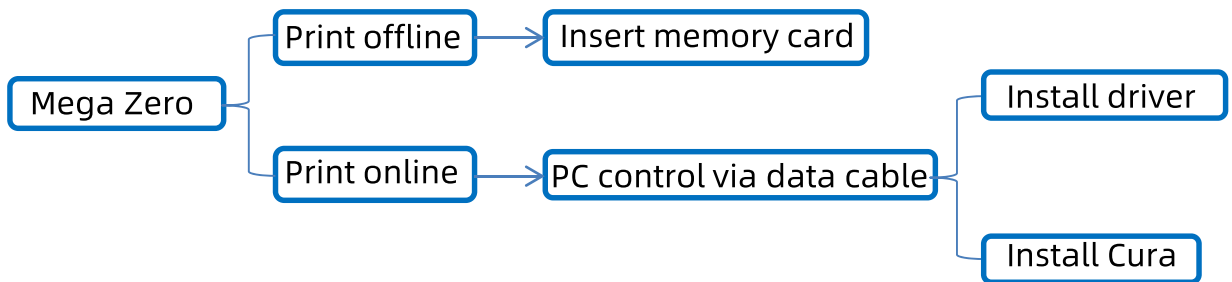 Print offline
Insert memory card
Mega Zero
Install driver
Print online
PC control via data cable
Install Cura